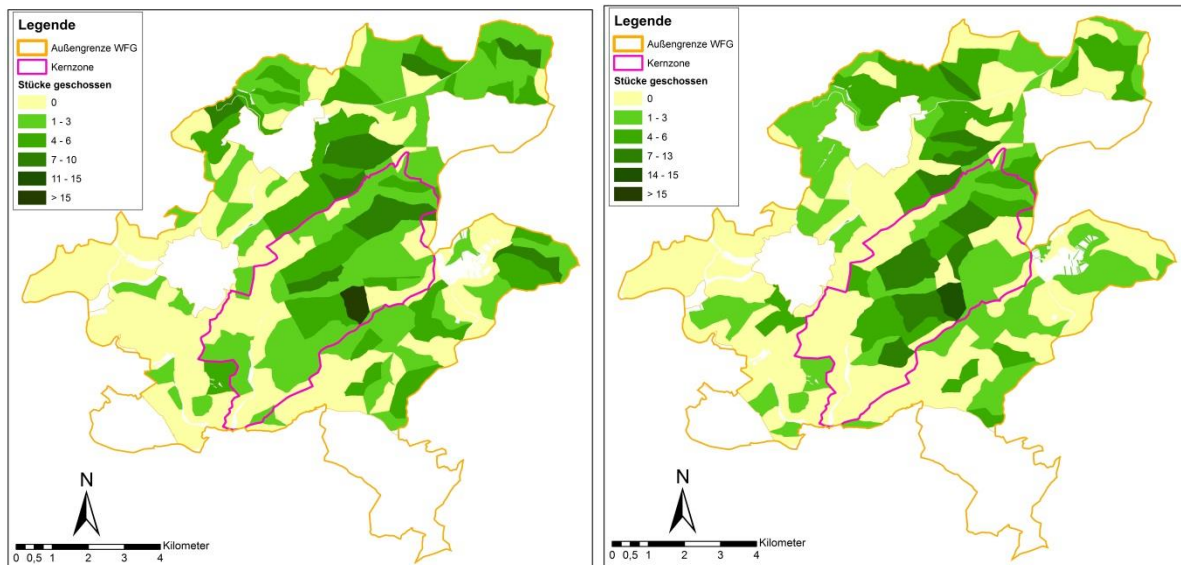 Legende
Außengrenze WFG
Kernzone
Stücke geschossen
0
1 - 3
4 - 6
7 - 10
11 - 15
> 15
N
Kilometer
0 0,5 1 2 3 4
Legende
Außengrenze WFG
Kernzone
Stücke geschossen
0
1 - 3
4 - 6
7 - 13
14 - 15
> 15
N
Kilometer
0 0,5 1 2 3 4